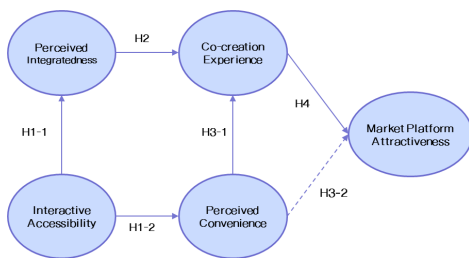 Perceived
Integratedness
H2
Co-creation
Experience
H4
Market Platform
Attractiveness
H1-1
H3-1
H3-2
Interactive
Accessibility
H1-2
Perceived
Convenience